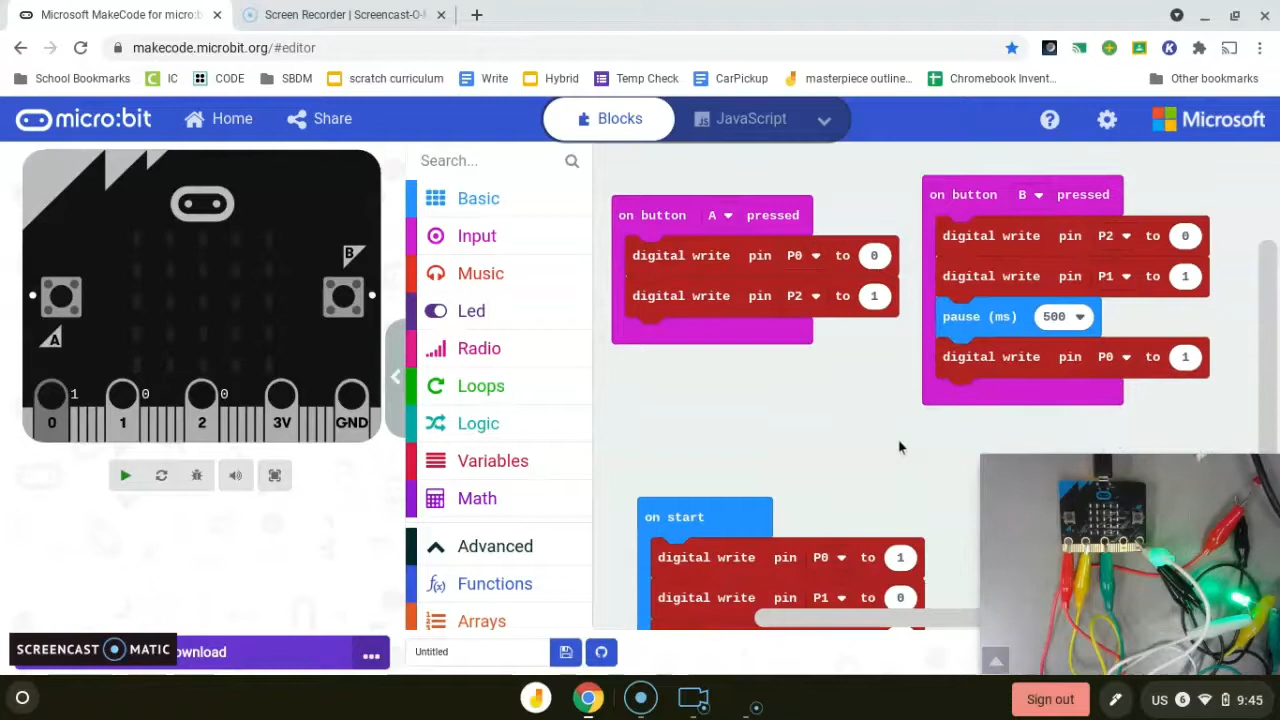 Microsoft MakeCode for micro:b
Screen Recorder | Screencast-O-
makecode.microbit.org/#editor
School Bookmarks
IC
CODE
SBDM
scratch curriculum
Write
Hybrid
Temp Check
CarPickup
masterpiece outline...
Chromebook Invent...
Other bookmarks
micro:bit
Home
Share
Blocks
JavaScript
Microsoft
Search...
Basic
Input
Music
Led
Radio
Loops
Logic
Variables
Math
Advanced
Functions
Arrays
B
A
1
0
0
0
1
2
3V
GND
on button A pressed
digital write pin P0 to 0
digital write pin P2 to 1
on button B pressed
digital write pin P2 to 0
digital write pin P1 to 1
pause (ms) 500
digital write pin P0 to 1
on start
digital write pin P0 to 1
digital write pin P1 to 0
SCREENCAST O MATIC
ownload
...
Untitled
Sign out
US
6
9:45